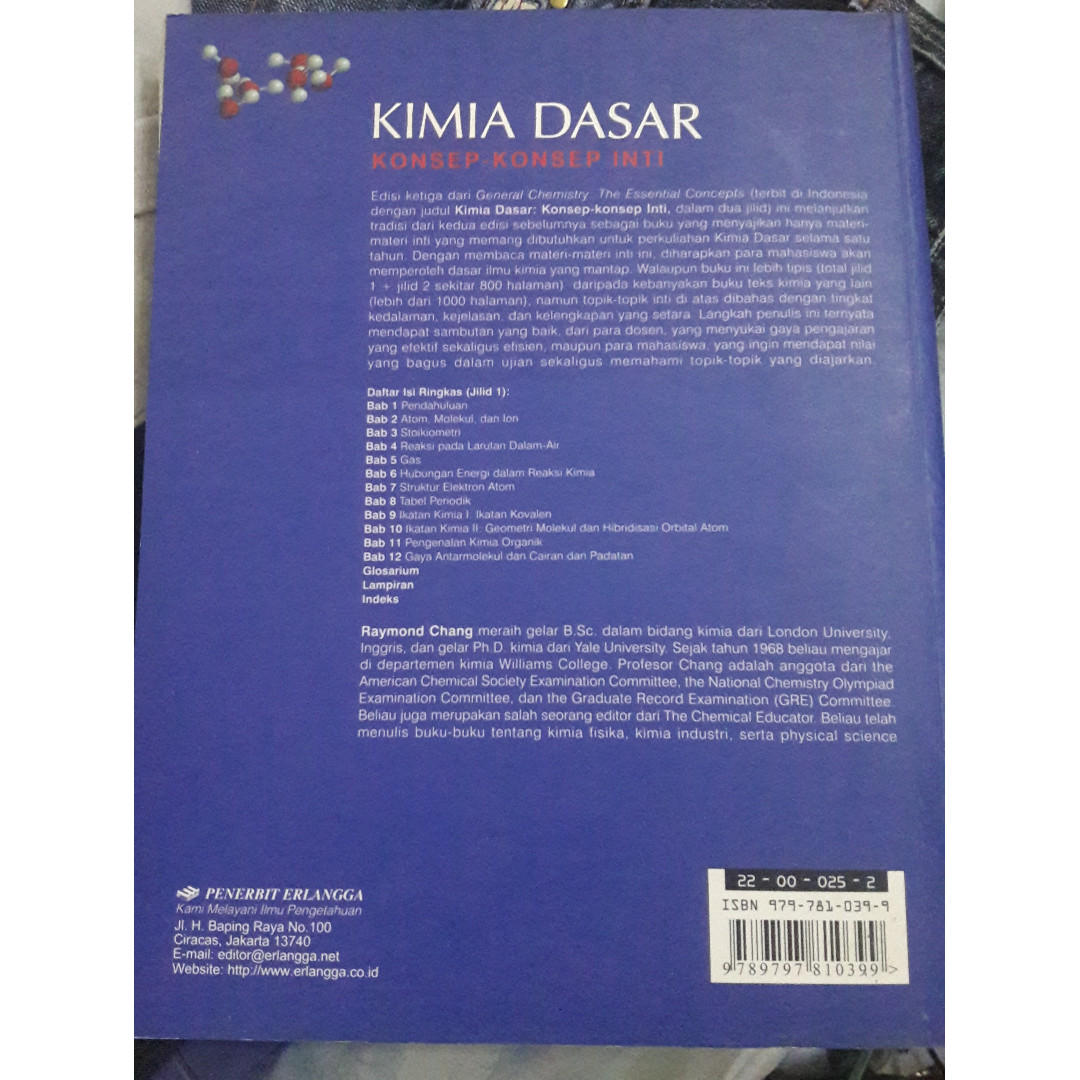 KIMIA DASAR
KONSEP-KONSEP INTI
Edisi ketiga dari General Chemistry The Essential Concepts (terbit di Indonesia
dengan judul Kimia Dasar: Konsep-konsep Inti, dalam dua jilid) ini melanjutkan
tradisi dari kedua edisi sebelumnya sebagai buku yang menyajikan hanya materi-
materi inti yang memang dibutuhkan untuk perkuliahan Kimia Dasar selama satu
tahun. Dengan membaca materi-materi inti ini, diharapkan para mahasiswa akan
memperoleh dasar ilmu kimia yang mantap. Walaupun buku ini lebih tipis (total jilid
1 + jilid 2 sekitar 800 halaman) daripada kebanyakan buku teks kimia yang lain
(lebih dari 1000 halaman), namun topik-topik inti di atas dibahas dengan tingkat
kedalaman, kejelasan, dan kelengkapan yang setara. Langkah penulis ini ternyata
mendapat sambutan yang baik, dari para dosen, yang menyukai gaya pengajaran
yang efektif sekaligus efisien, maupun para mahasiswa, yang ingin mendapat nilai
yang bagus dalam ujian sekaligus memahami topik-topik yang diajarkan.
Daftar Isi Ringkas (Jilid 1):
Bab 1 Pendahuluan
Bab 2 Atom, Molekul, dan Ion
Bab 3 Stoikiometri
Bab 4 Reaksi pada Larutan Dalam-Air
Bab 5 Gas
Bab 6 Hubungan Energi dalam Reaksi Kimia
Bab 7 Struktur Elektron Atom
Bab 8 Tabel Periodik
Bab 9 Ikatan Kimia I: Ikatan Kovalen
Bab 10 Ikatan Kimia II: Geometri Molekul dan Hibridisasi Orbital Atom
Bab 11 Pengenalan Kimia Organik
Bab 12 Gaya Antarmolekul dan Cairan dan Padatan
Glosarium
Lampiran
Indeks
Raymond Chang meraih gelar B.Sc. dalam bidang kimia dari London University,
Inggris, dan gelar Ph.D. kimia dari Yale University. Sejak tahun 1968 beliau mengajar
di departemen kimia Williams College. Profesor Chang adalah anggota dari the
American Chemical Society Examination Committee, the National Chemistry Olympiad
Examination Committee, dan the Graduate Record Examination (GRE) Committee.
Beliau juga merupakan salah seorang editor dari The Chemical Educator. Beliau telah
menulis buku-buku tentang kimia fisika, kimia industri, serta physical science
PENERBIT ERLANGGA
Kami Melayani Ilmu Pengetahuan
Jl. H. Baping Raya No.100
Ciracas, Jakarta 13740
E-mail: editor@erlangga.net
Website: http://www.erlangga.co.id
22 - 00 - 025 - 2
ISBN 979-781-039-9
9 789797 810399 >